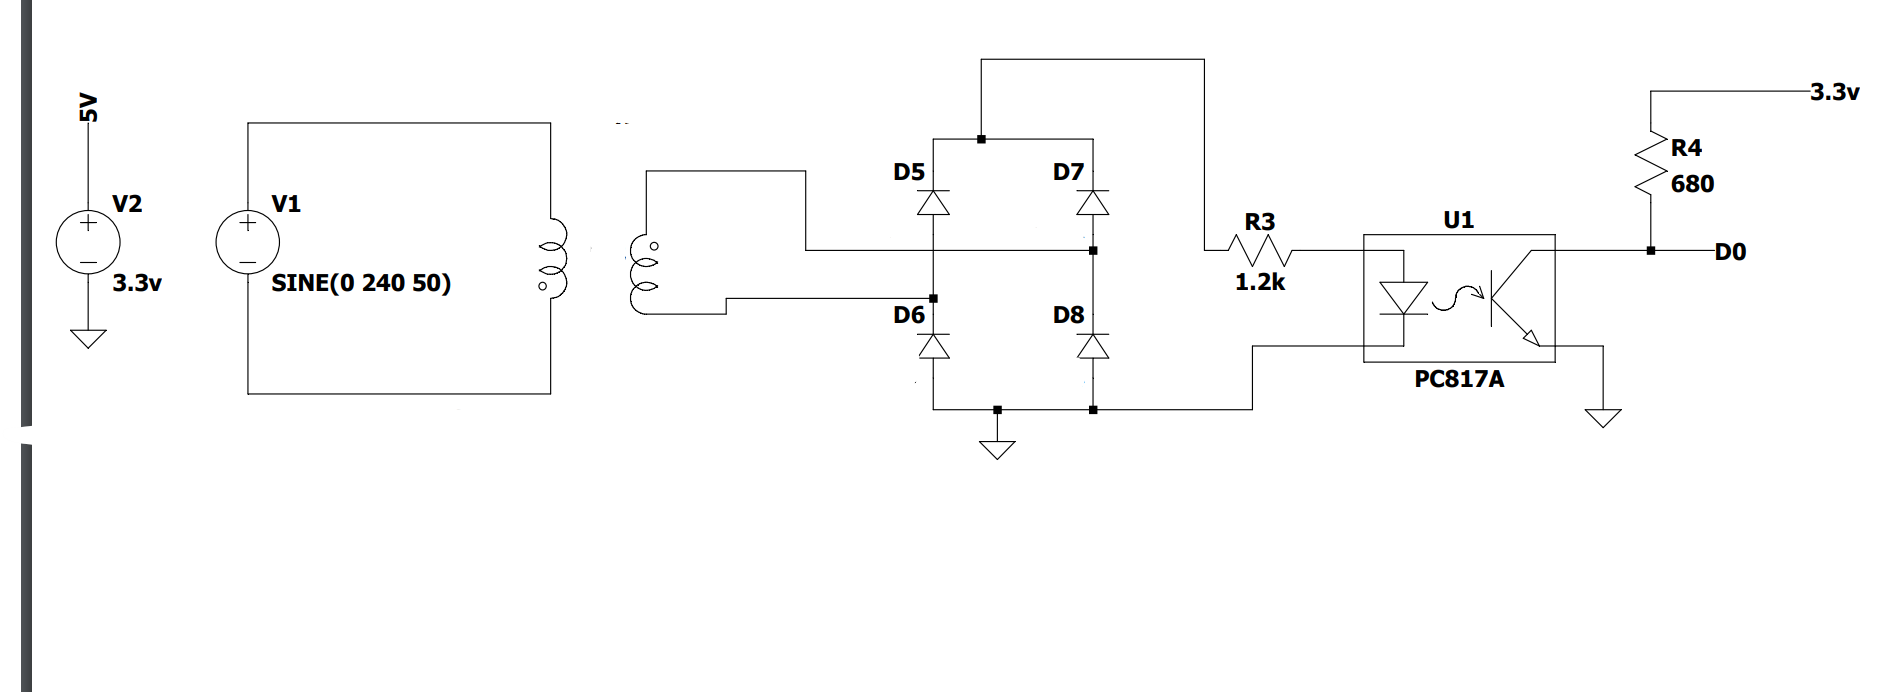 5V
V2
3.3v
V1
SINE(0 240 50)
D5
D7
D6
D8
R3
1.2k
U1
PC817A
R4
680
3.3v
D0